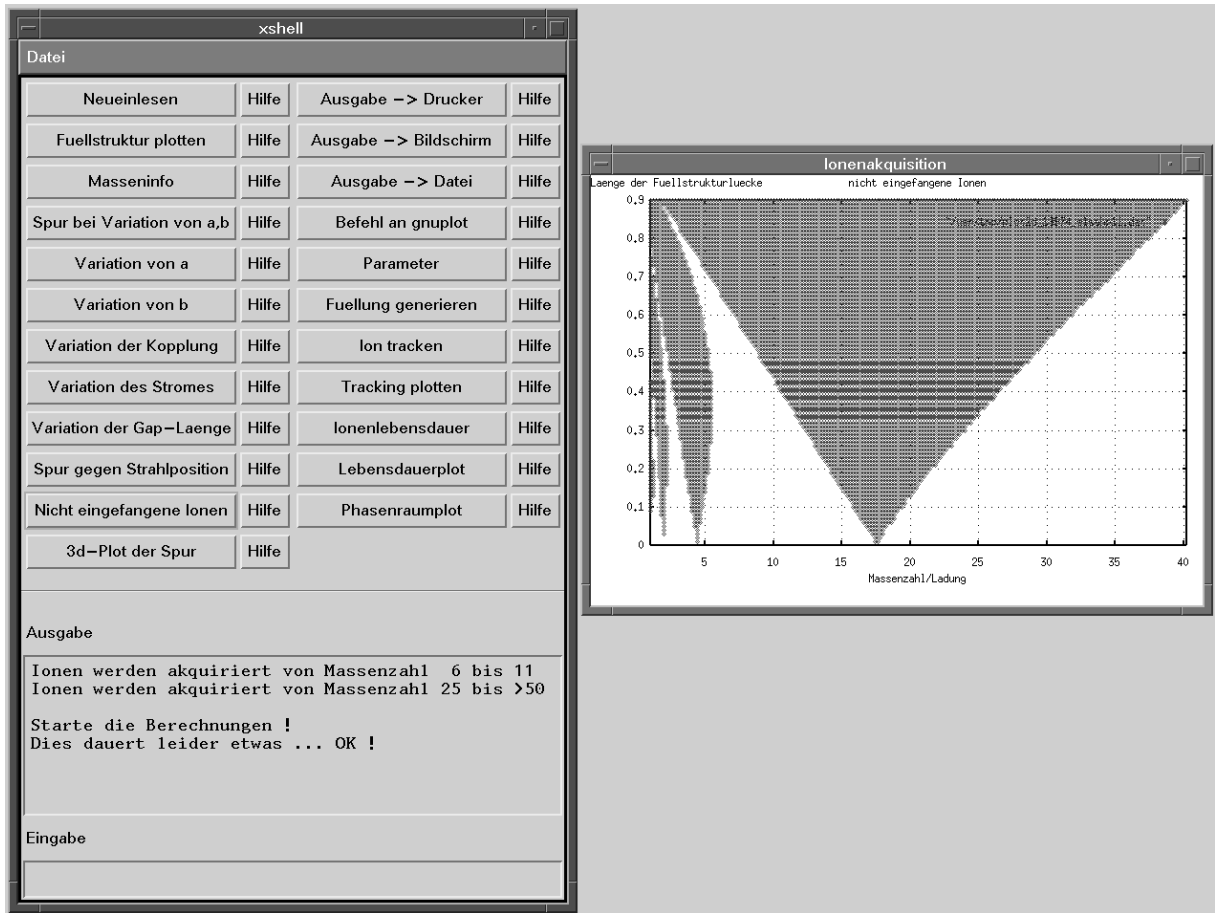 xshell
Datei
Neueinlesen Hilfe Ausgabe -> Drucker Hilfe
Fuellstruktur plotten Hilfe Ausgabe -> Bildschirm Hilfe
Masseninfo Hilfe Ausgabe -> Datei Hilfe
Spur bei Variation von a,b Hilfe Befehl an gnuplot Hilfe
Variation von a Hilfe Parameter Hilfe
Variation von b Hilfe Fuellung generieren Hilfe
Variation der Kopplung Hilfe Ion tracken Hilfe
Variation des Stromes Hilfe Tracking plotten Hilfe
Variation der Gap-Laenge Hilfe Ionenlebensdauer Hilfe
Spur gegen Strahlposition Hilfe Lebensdauerplot Hilfe
Nicht eingefangene Ionen Hilfe Phasenraumplot Hilfe
3d-Plot der Spur Hilfe
Ausgabe
Ionen werden akquiriert von Massenzahl 6 bis 11
Ionen werden akquiriert von Massenzahl 25 bis >50
Starte die Berechnungen !
Dies dauert leider etwas ... OK !
Eingabe
Ionenakquisition
Laenge der Fuellstrukturluecke nicht eingefangene Ionen
0.9
0.8
0.7
0.6
0.5
0.4
0.3
0.2
0.1
0
5 10 15 20 25 30 35 40
Massenzahl/Ladung